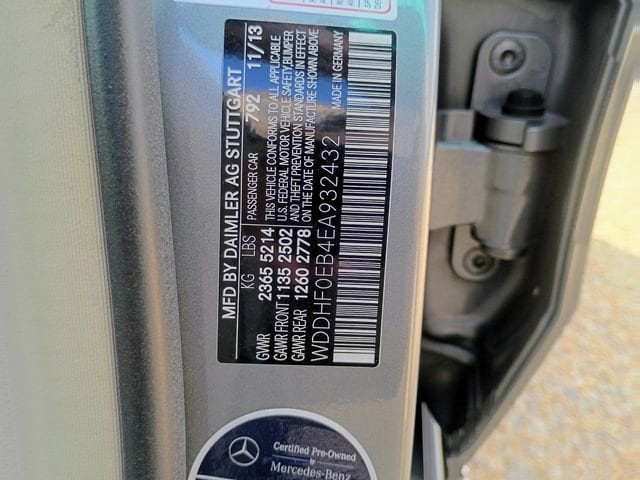 MFD BY DAIMLER AG STUTTGART 792 11/13
KG LBS PASSENGER CAR
GVWR 2365 5214
GAWR FRONT 1135 2502
GAWR REAR 1260 2778
THIS VEHICLE CONFORMS TO ALL APPLICABLE
U.S. FEDERAL MOTOR VEHICLE SAFETY, BUMPER
AND THEFT PREVENTION STANDARDS IN EFFECT
ON THE DATE OF MANUFACTURE SHOWN ABOVE
WDDHF0EB4EA932432 MADE IN GERMANY
Certified Pre-Owned
by
Mercedes-Benz